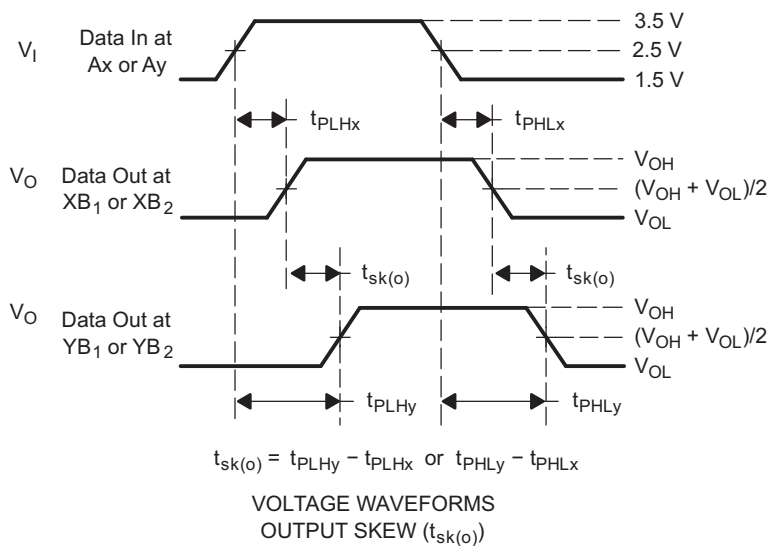 3.5 V
V_I
Data In at
Ax or Ay
2.5 V
1.5 V
t_PLHx
t_PHLx
V_O
Data Out at
XB_1 or XB_2
V_OH
(V_OH + V_OL)/2
V_OL
t_sk(o)
t_sk(o)
V_O
Data Out at
YB_1 or YB_2
V_OH
(V_OH + V_OL)/2
V_OL
t_PLHy
t_PHLy
t_sk(o) = t_PLHy − t_PLHx or t_PHLy − t_PHLx
VOLTAGE WAVEFORMS
OUTPUT SKEW (t_sk(o))